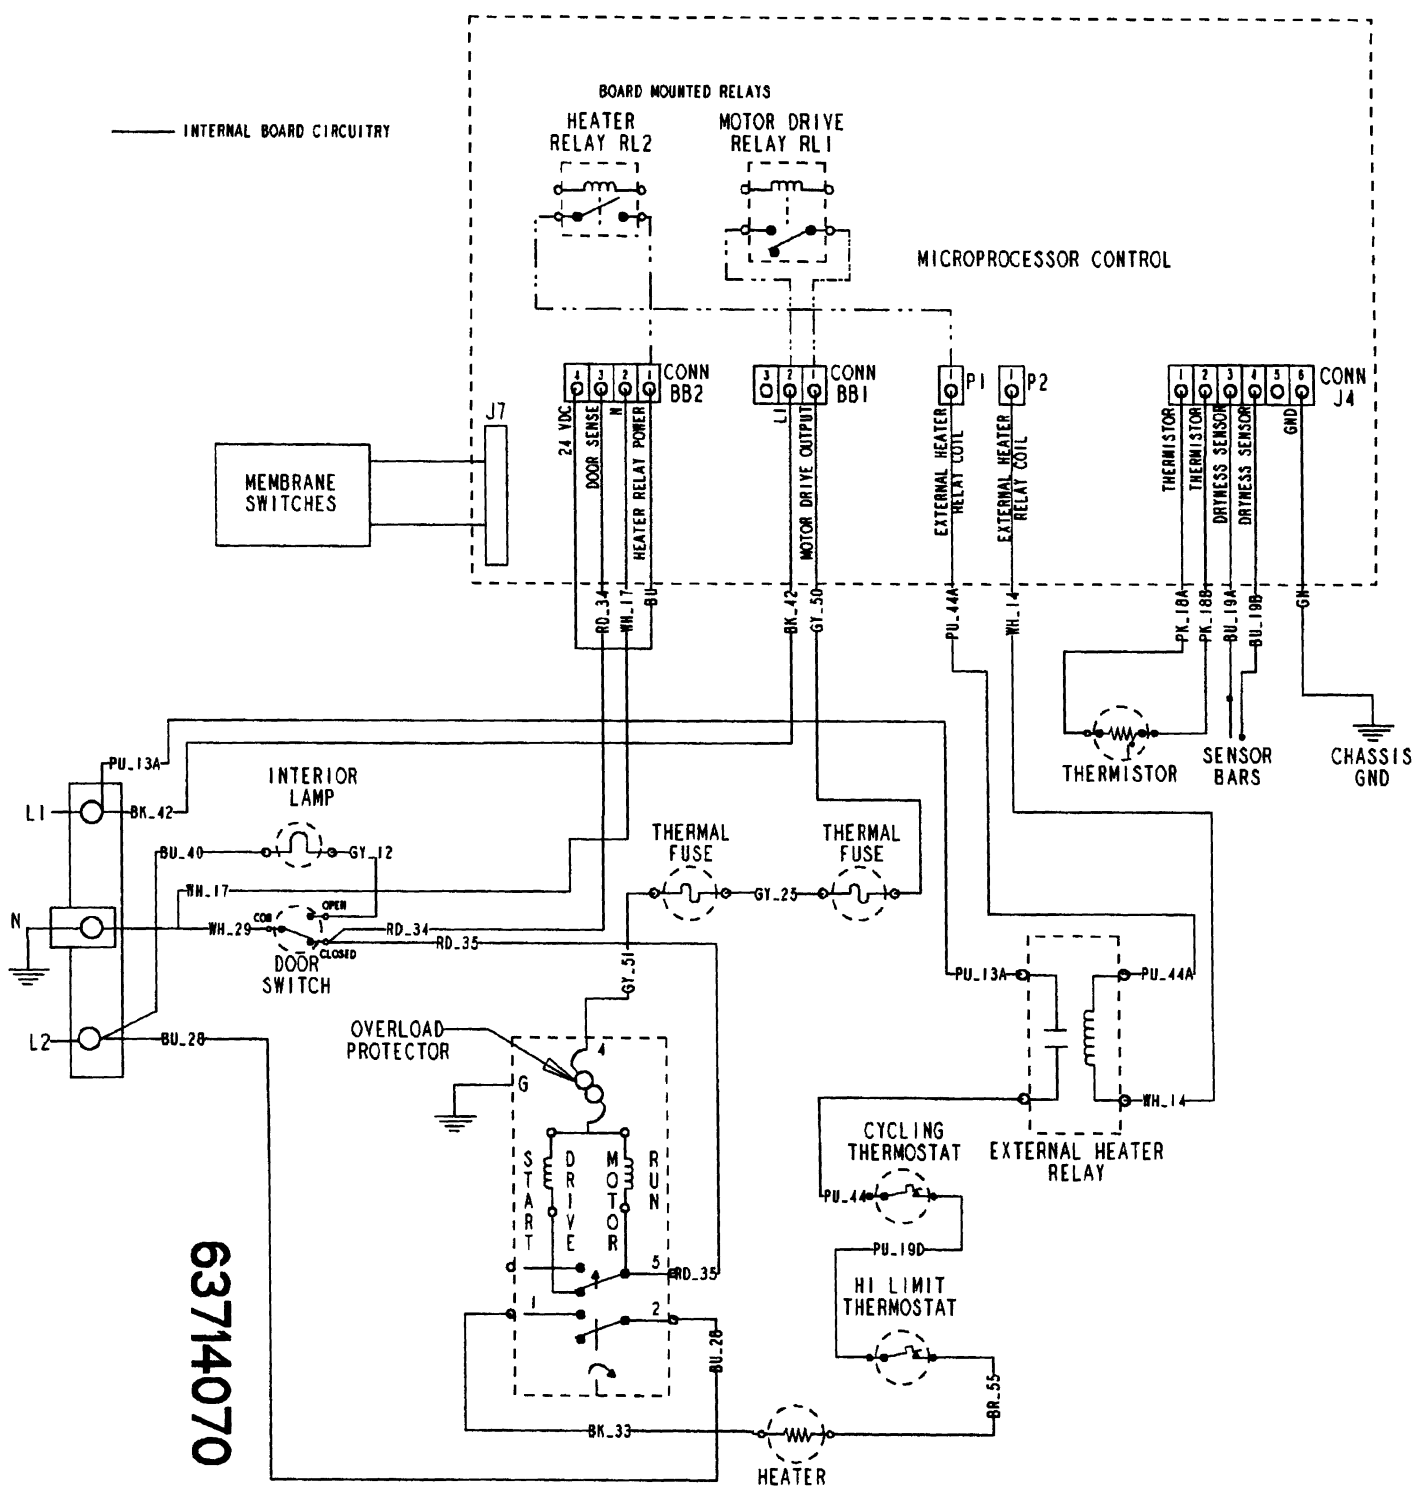 BOARD MOUNTED RELAYS
INTERNAL BOARD CIRCUITRY
HEATER
RELAY RL2
MOTOR DRIVE
RELAY RL1
MICROPROCESSOR CONTROL
4 3 2 1
CONN
BB2
3 2 1
CONN
BB1
1
P1
1
P2
1 2 3 4 5 6
CONN
J4
24 VDC
DOOR SENSE
N
HEATER RELAY POWER
L1
MOTOR DRIVE OUTPUT
EXTERNAL HEATER
RELAY COIL
EXTERNAL HEATER
RELAY COIL
THERMISTOR
THERMISTOR
DRYNESS SENSOR
DRYNESS SENSOR
GND
J7
MEMBRANE
SWITCHES
RD_34
WH_17
BU
BK_42
GY_50
PU_44A
WH_14
PK_18A
PK_18B
BU_19A
BU_19B
GN
THERMISTOR
SENSOR
BARS
CHASSIS
GND
PU_13A
L1
BK_42
INTERIOR
LAMP
BU_40
GY_12
WH_17
N
WH_29
COM
OPEN
CLOSED
DOOR
SWITCH
RD_34
RD_35
L2
BU_28
THERMAL
FUSE
THERMAL
FUSE
GY_25
GY_51
PU_13A
PU_44A
WH_14
EXTERNAL HEATER
RELAY
OVERLOAD
PROTECTOR
4
G
START
DRIVE
MOTOR
RUN
5
RD_35
1
2
BU_28
CYCLING
THERMOSTAT
PU_44
PU_19D
HI LIMIT
THERMOSTAT
BR_55
BK_33
HEATER
63714070